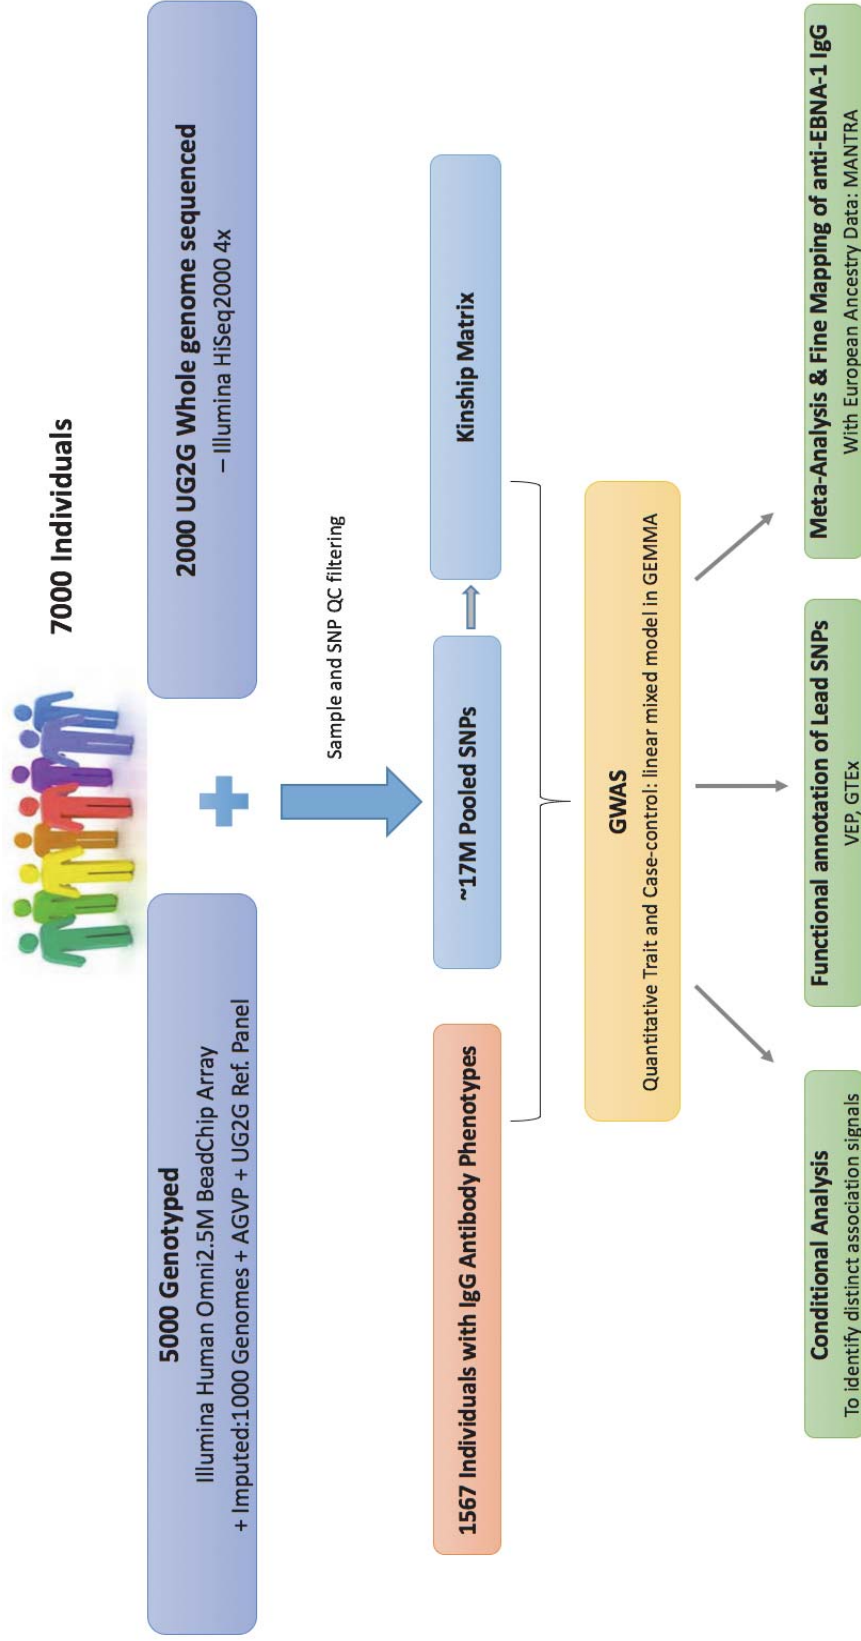 7000 Individuals
5000 Genotyped
Illumina Human Omni2.5M BeadChip Array
+ Imputed:1000 Genomes + AGVP + UG2G Ref. Panel
2000 UG2G Whole genome sequenced
– Illumina HiSeq2000 4x
Sample and SNP QC filtering
1567 Individuals with IgG Antibody Phenotypes
~17M Pooled SNPs
Kinship Matrix
GWAS
Quantitative Trait and Case-control: linear mixed model in GEMMA
Conditional Analysis
To identify distinct association signals
Functional annotation of Lead SNPs
VEP, GTEx
Meta-Analysis & Fine Mapping of anti-EBNA-1 IgG
With European Ancestry Data: MANTRA